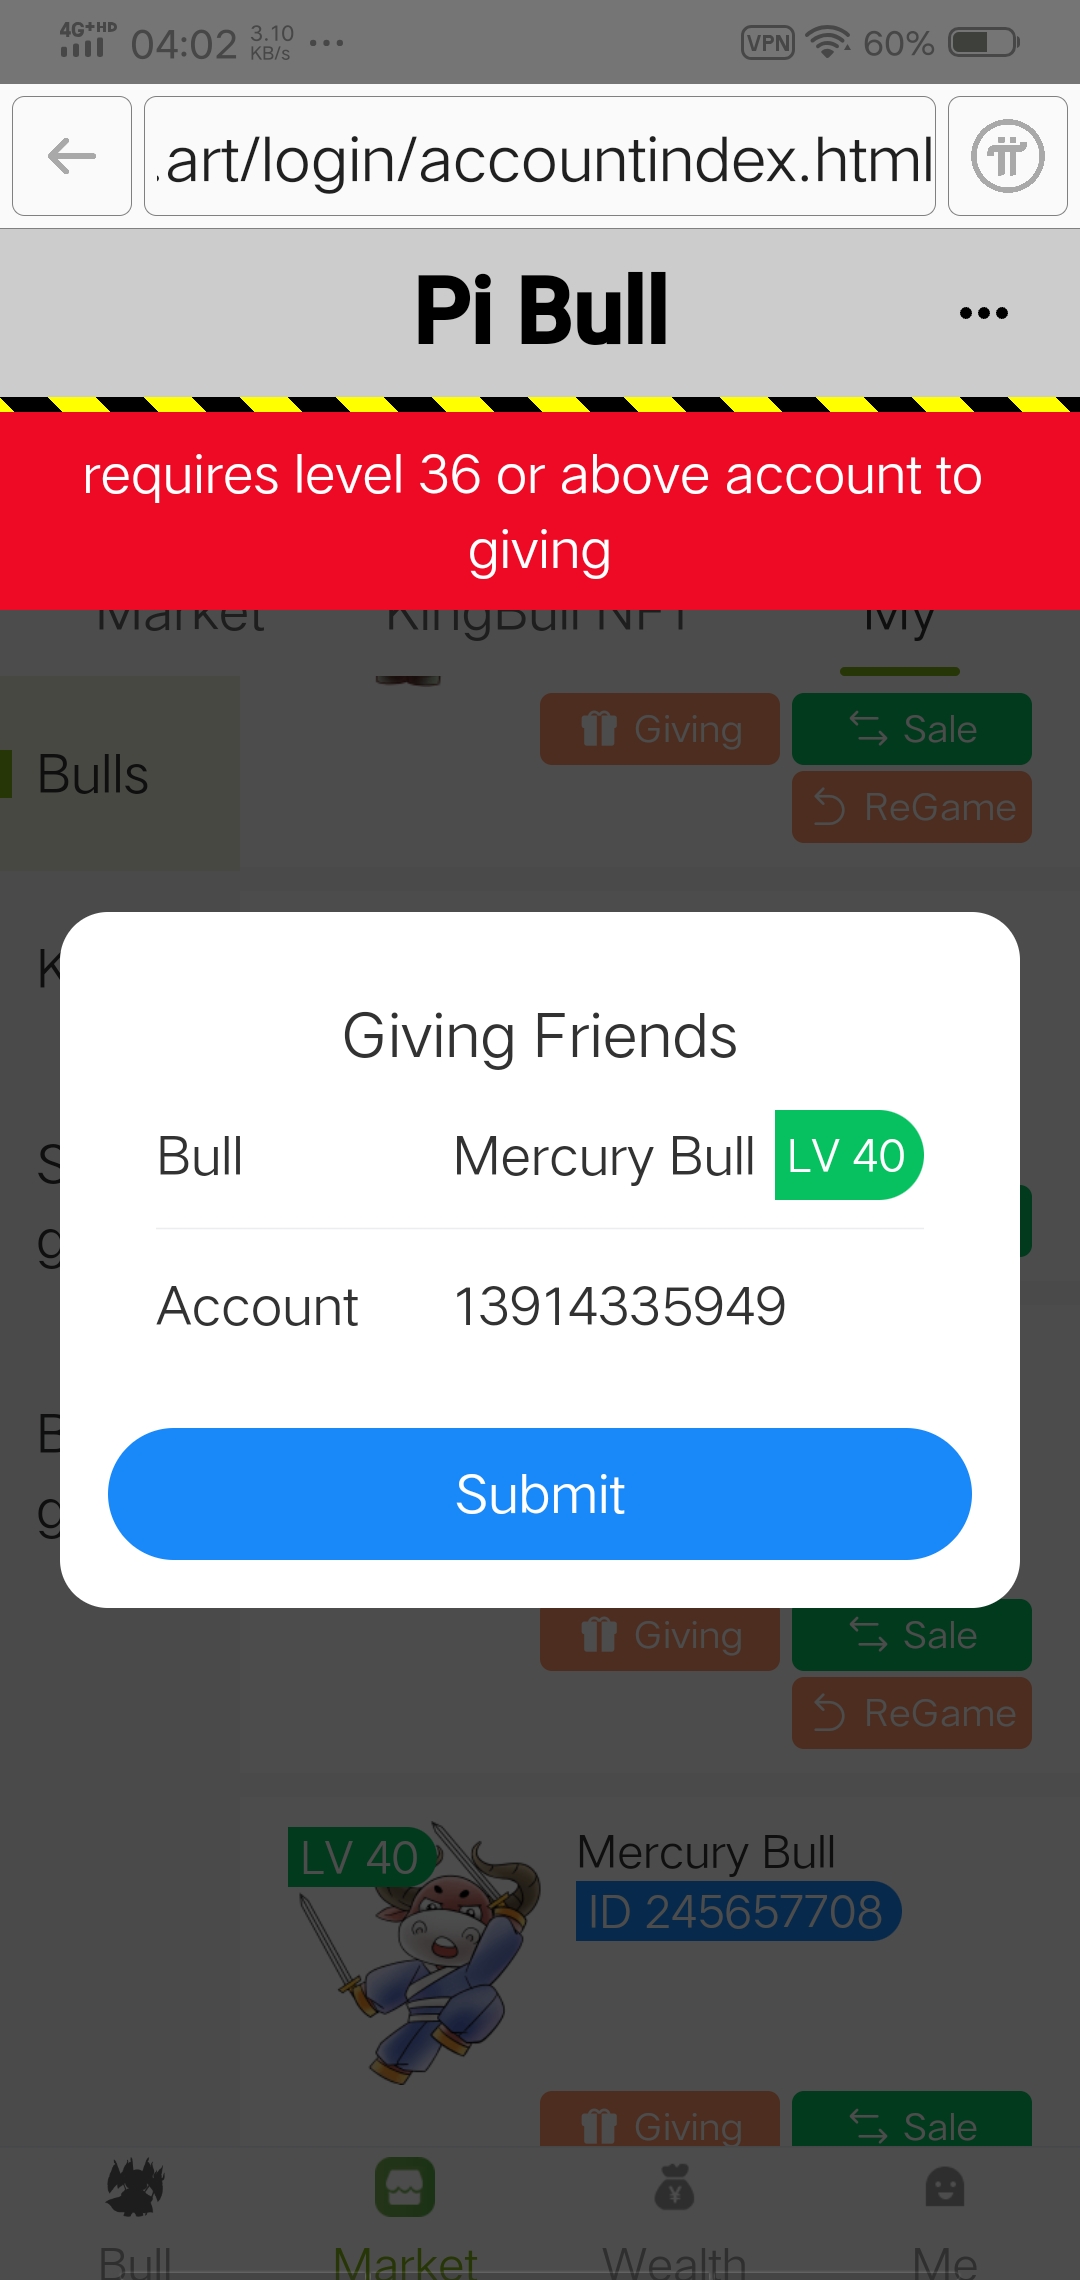 4G+HD 04:02 3.10 KB/s ... VPN 60%
.art/login/accountindex.html
Pi Bull
requires level 36 or above account to
giving
Market KingBull NFT My
Giving Sale
Bulls
ReGame
K
Giving Friends
Bull Mercury Bull LV 40
S
g
Account 13914335949
B
g
Submit
Giving Sale
ReGame
LV 40 Mercury Bull
ID 245657708
Giving Sale
Bull Market Wealth Me